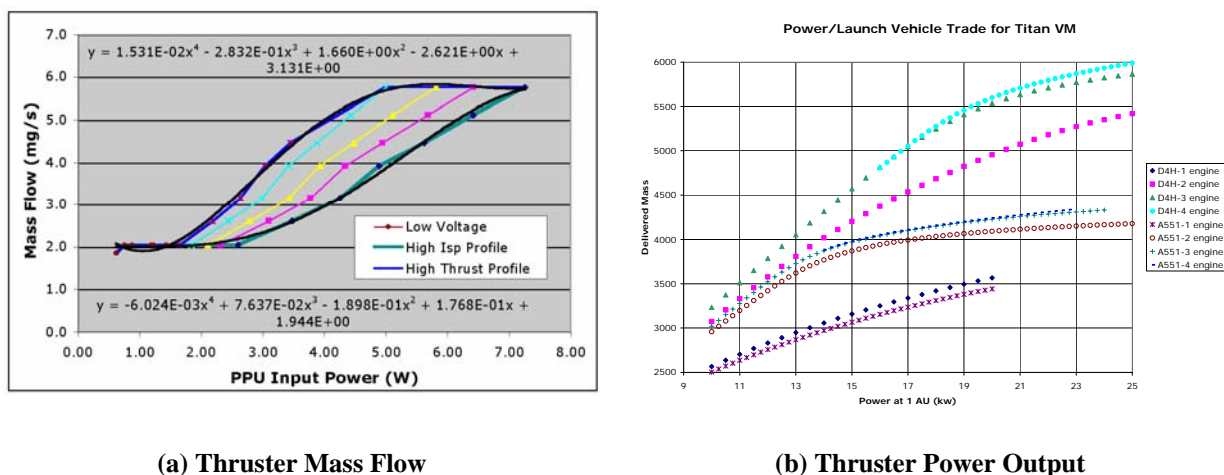 7.0
6.0
5.0
4.0
3.0
2.0
1.0
0.0
Mass Flow (mg/s)
y = 1.531E-02x⁴ - 2.832E-01x³ + 1.660E+00x² - 2.621E+00x +
3.131E+00
Low Voltage
High Isp Profile
High Thrust Profile
y = -6.024E-03x⁴ + 7.637E-02x³ - 1.898E-01x² + 1.768E-01x +
1.944E+00
0.00 1.00 2.00 3.00 4.00 5.00 6.00 7.00 8.00
PPU Input Power (W)
(a) Thruster Mass Flow
Power/Launch Vehicle Trade for Titan VM
6000
5500
5000
4500
4000
3500
3000
2500
Delivered Mass
9 11 13 15 17 19 21 23 25
Power at 1 AU (kw)
D4H-1 engine
D4H-2 engine
D4H-3 engine
D4H-4 engine
A551-1 engine
A551-2 engine
A551-3 engine
A551-4 engine
(b) Thruster Power Output